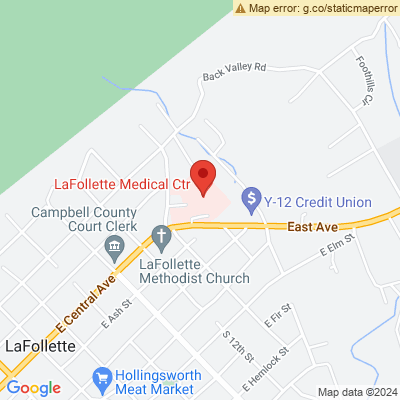 Map error: g.co/staticmaperror
Back Valley Rd
Foothills Cir
LaFollette Medical Ctr
Y-12 Credit Union
Campbell County
Court Clerk
East Ave
E Elm St
LaFollette
Methodist Church
E Central Ave
E Ash St
E Fir St
S 12th St
LaFollette
E Hemlock St
Hollingsworth
Meat Market
Google
Map data ©2024